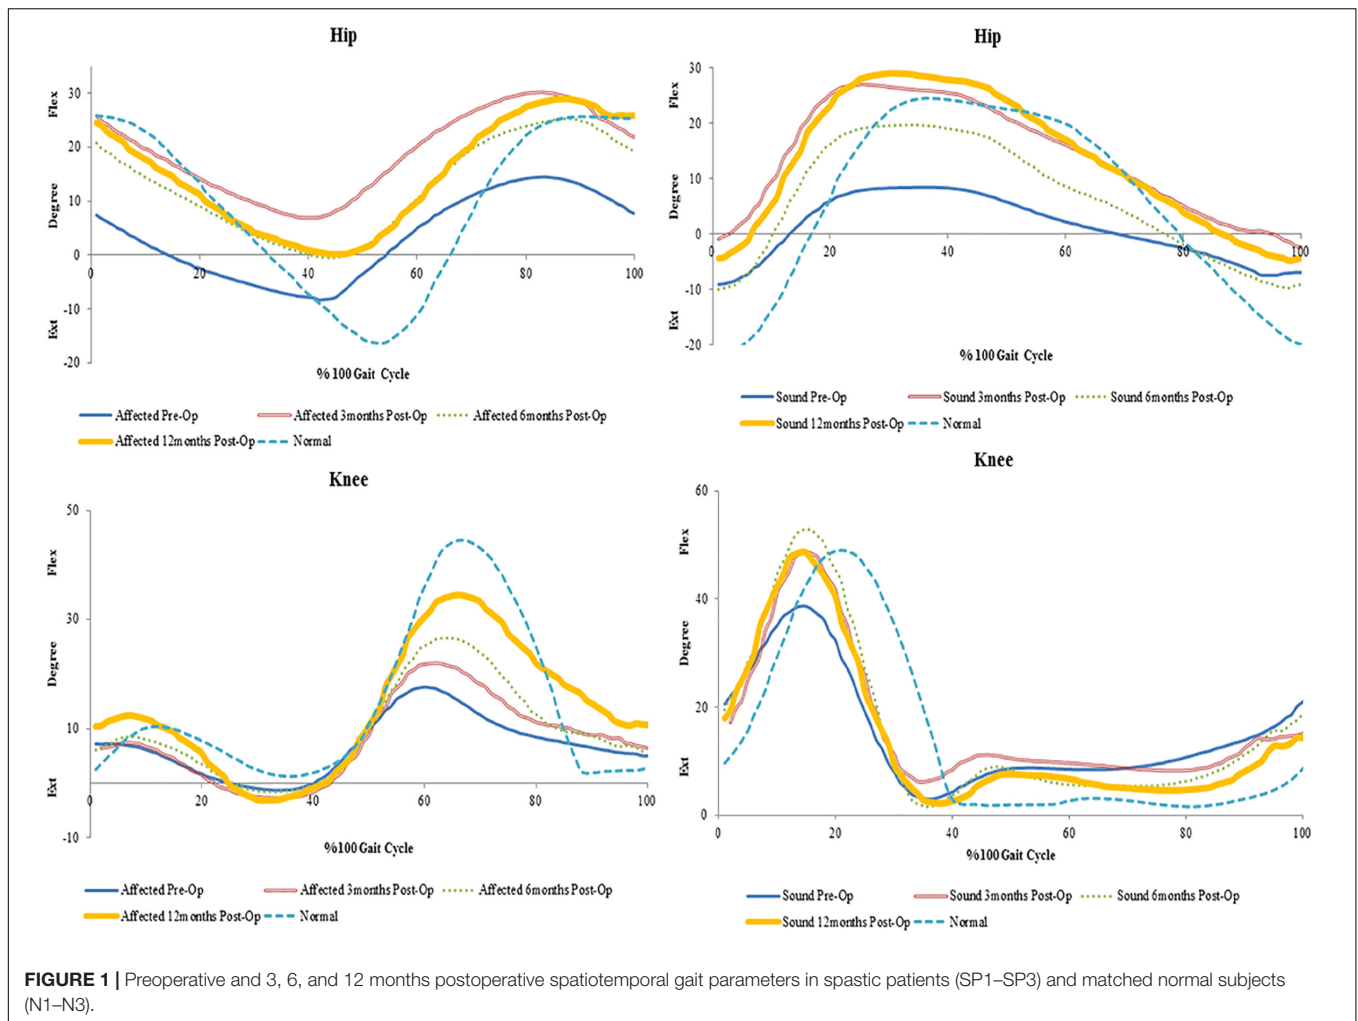 Hip
Flex
Degree
Ext
30
20
10
0
-10
-20
0 20 40 60 80 100
% 100 Gait Cycle
Affected Pre-Op Affected 3months Post-Op Affected 6months Post-Op
Affected 12months Post-Op Normal
Hip
Flex
Degree
Ext
30
20
10
0
-10
-20
20 40 60 80 100
% 100 Gait Cycle
Sound Pre-Op Sound 3months Post-Op Sound 6months Post-Op
Sound 12months Post-Op Normal
Knee
Flex
Degree
Ext
50
30
10
-10
0 20 40 60 80 100
%100 Gait Cycle
Affected Pre-Op Affected 3months Post-Op Affected 6months Post-Op
Affected 12months Post-Op Normal
Knee
Flex
Degree
Ext
60
40
20
0
0 20 40 60 80 100
%100 Gait Cycle
Sound Pre-Op Sound 3months Post-Op Sound 6months Post-Op
Sound 12months Post-Op Normal
FIGURE 1 | Preoperative and 3, 6, and 12 months postoperative spatiotemporal gait parameters in spastic patients (SP1–SP3) and matched normal subjects
(N1–N3).